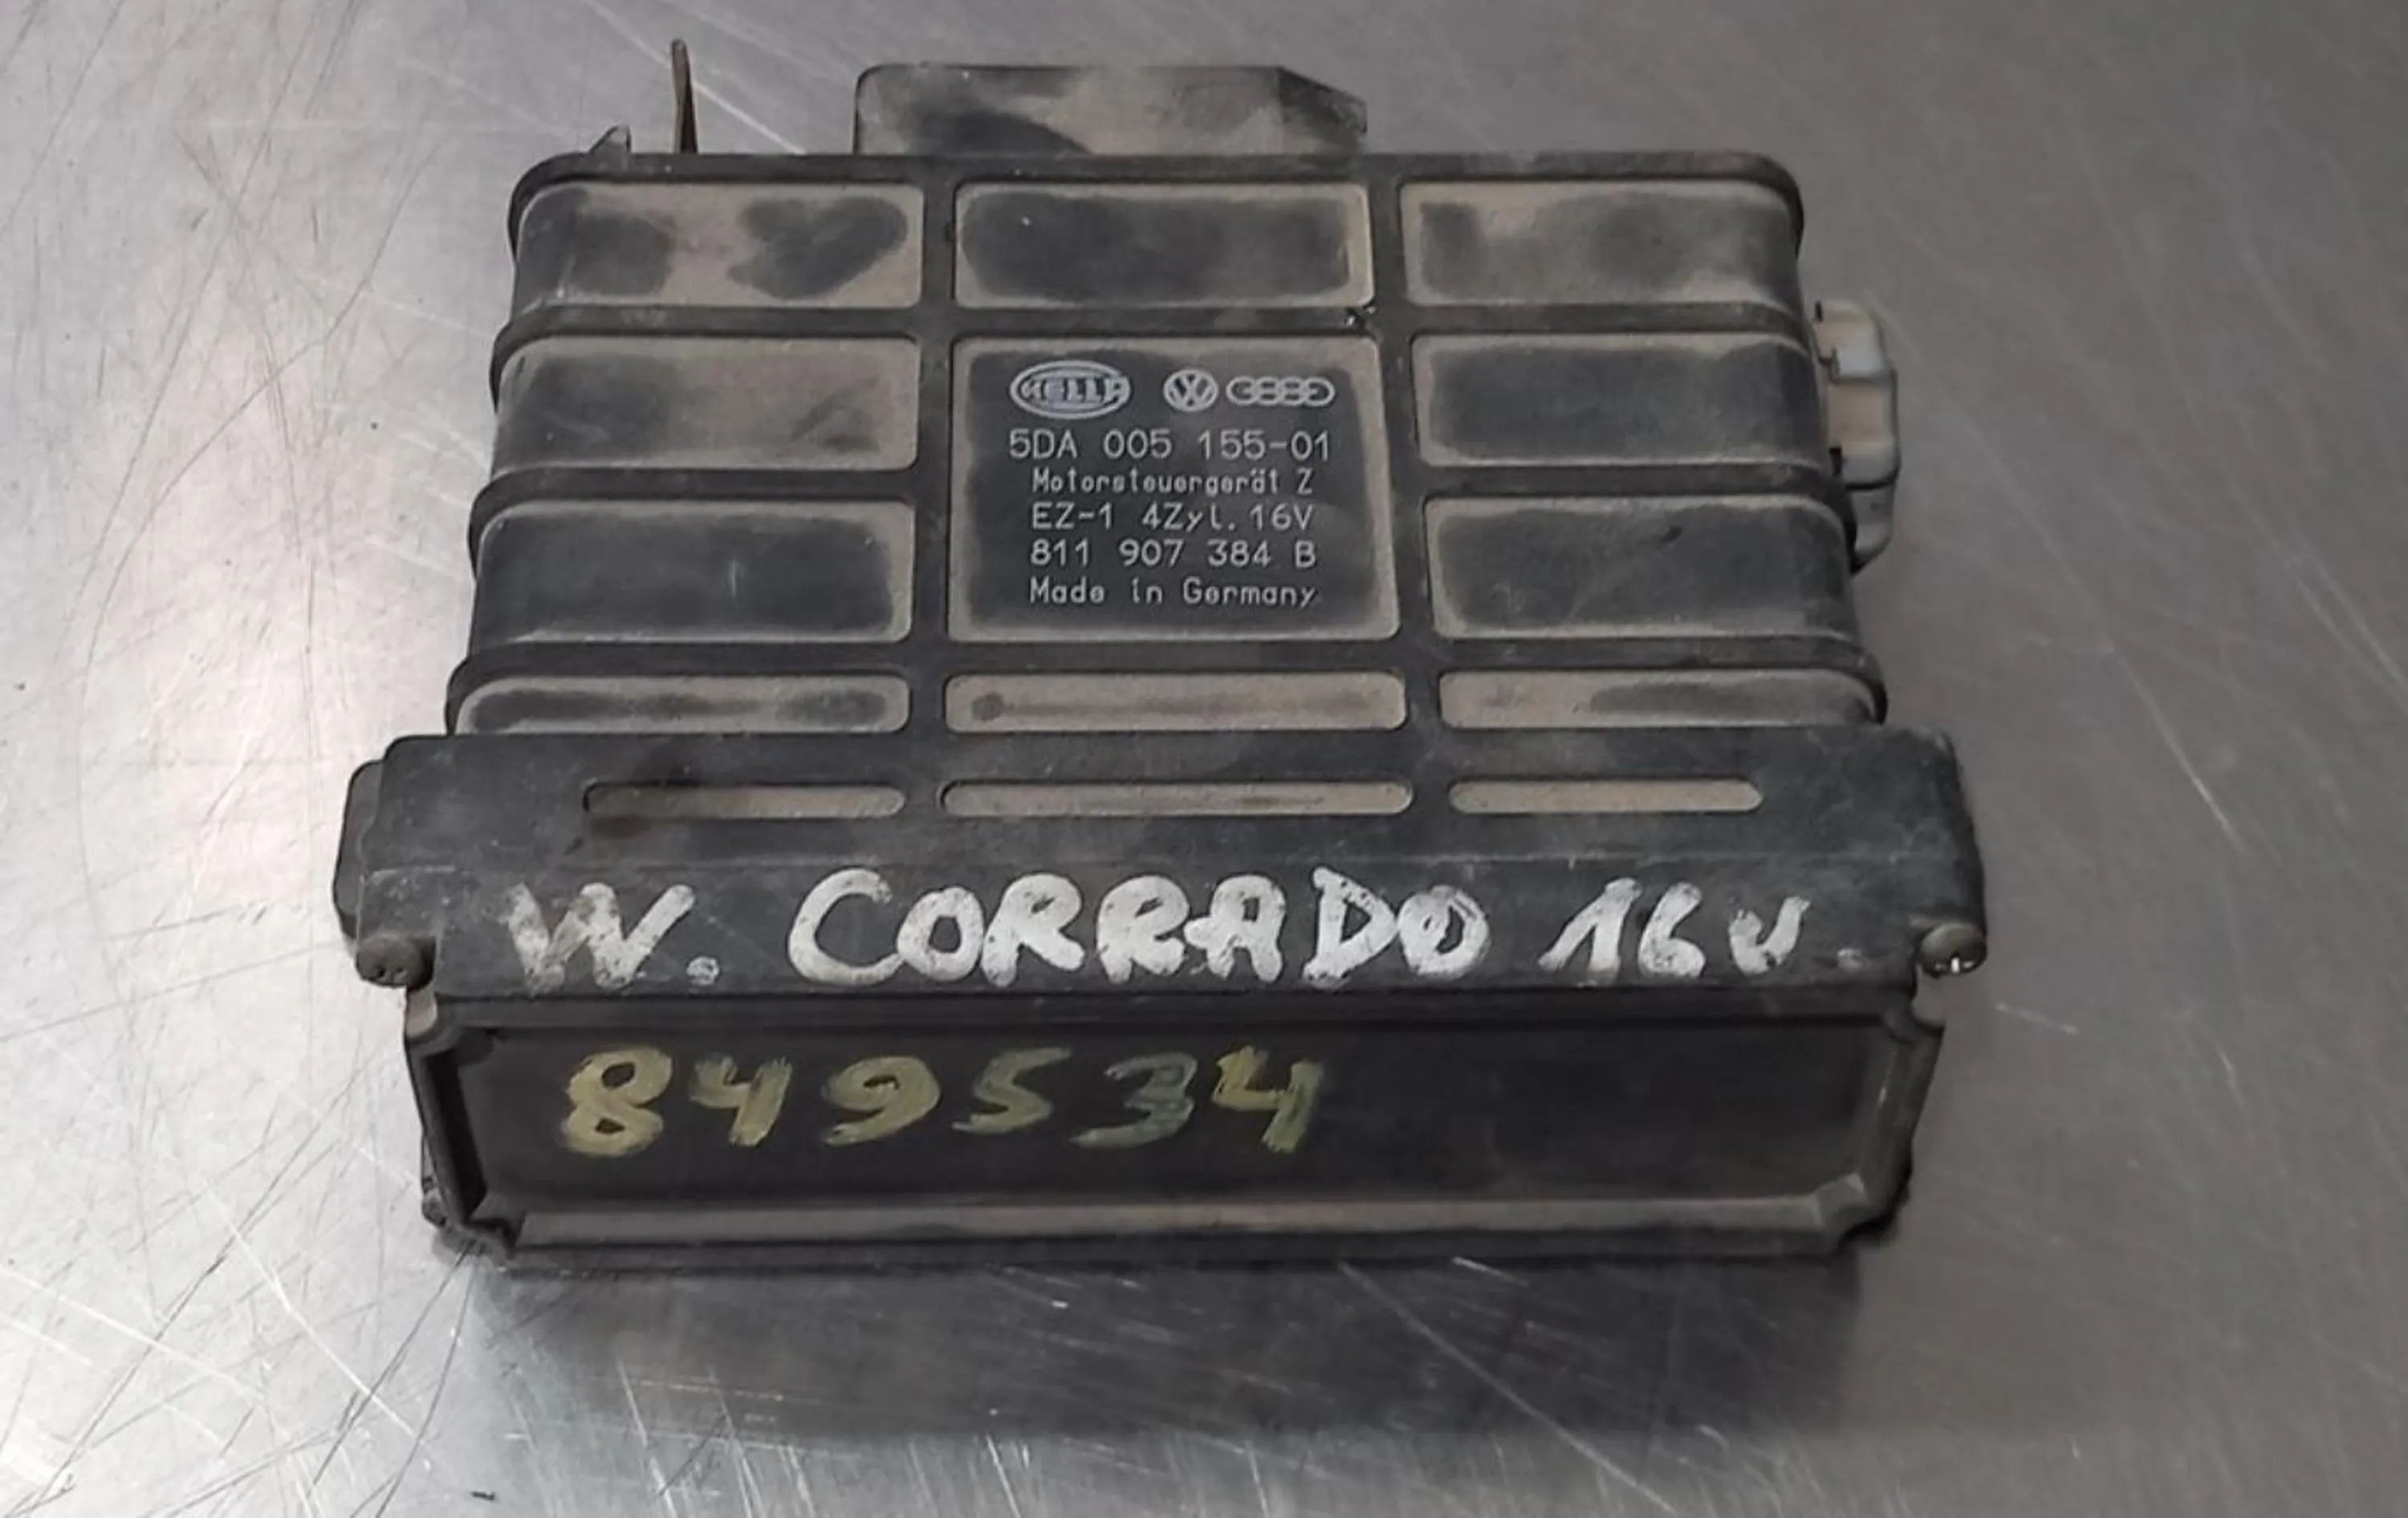 HELLA
5DA 005 155-01
Motorsteuergerät Z
EZ-1 4Zyl. 16V
811 907 384 B
Made in Germany
W. CORRADO 16V.
849534